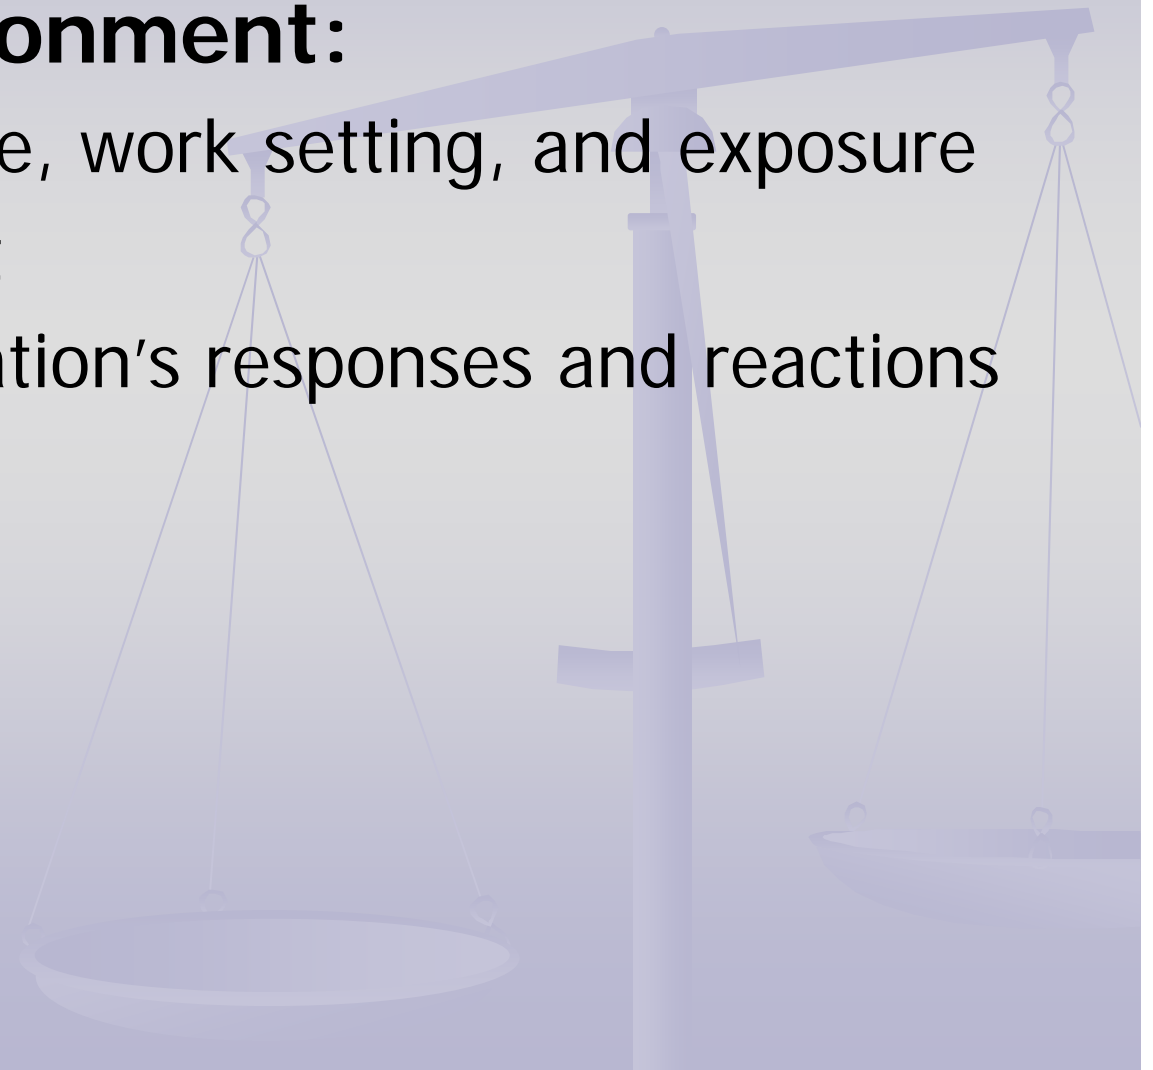 onment:
e, work setting, and exposure
ation's responses and reactions